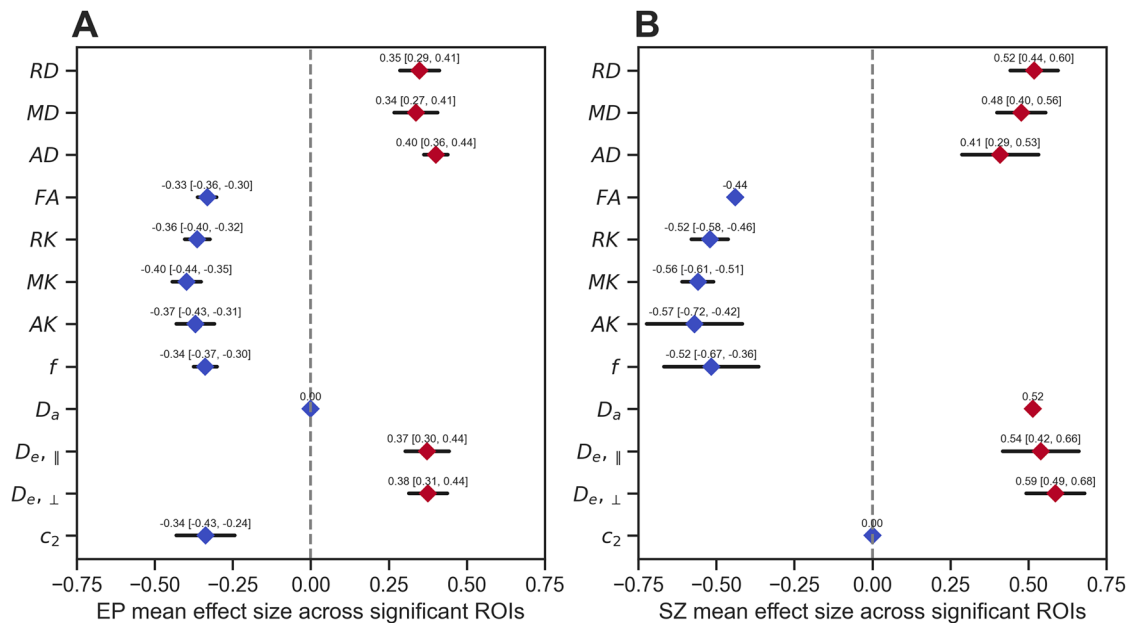 A
RD
0.35 [0.29, 0.41]
MD
0.34 [0.27, 0.41]
AD
0.40 [0.36, 0.44]
FA
-0.33 [-0.36, -0.30]
RK
-0.36 [-0.40, -0.32]
MK
-0.40 [-0.44, -0.35]
AK
-0.37 [-0.43, -0.31]
f
-0.34 [-0.37, -0.30]
Dₐ
0.00
Dₑ, ∥
0.37 [0.30, 0.44]
Dₑ, ⊥
0.38 [0.31, 0.44]
c₂
-0.34 [-0.43, -0.24]
−0.75 −0.50 −0.25 0.00 0.25 0.50 0.75
EP mean effect size across significant ROIs
B
RD
0.52 [0.44, 0.60]
MD
0.48 [0.40, 0.56]
AD
0.41 [0.29, 0.53]
FA
-0.44
RK
-0.52 [-0.58, -0.46]
MK
-0.56 [-0.61, -0.51]
AK
-0.57 [-0.72, -0.42]
f
-0.52 [-0.67, -0.36]
Dₐ
0.52
Dₑ, ∥
0.54 [0.42, 0.66]
Dₑ, ⊥
0.59 [0.49, 0.68]
c₂
0.00
−0.75 −0.50 −0.25 0.00 0.25 0.50 0.75
SZ mean effect size across significant ROIs